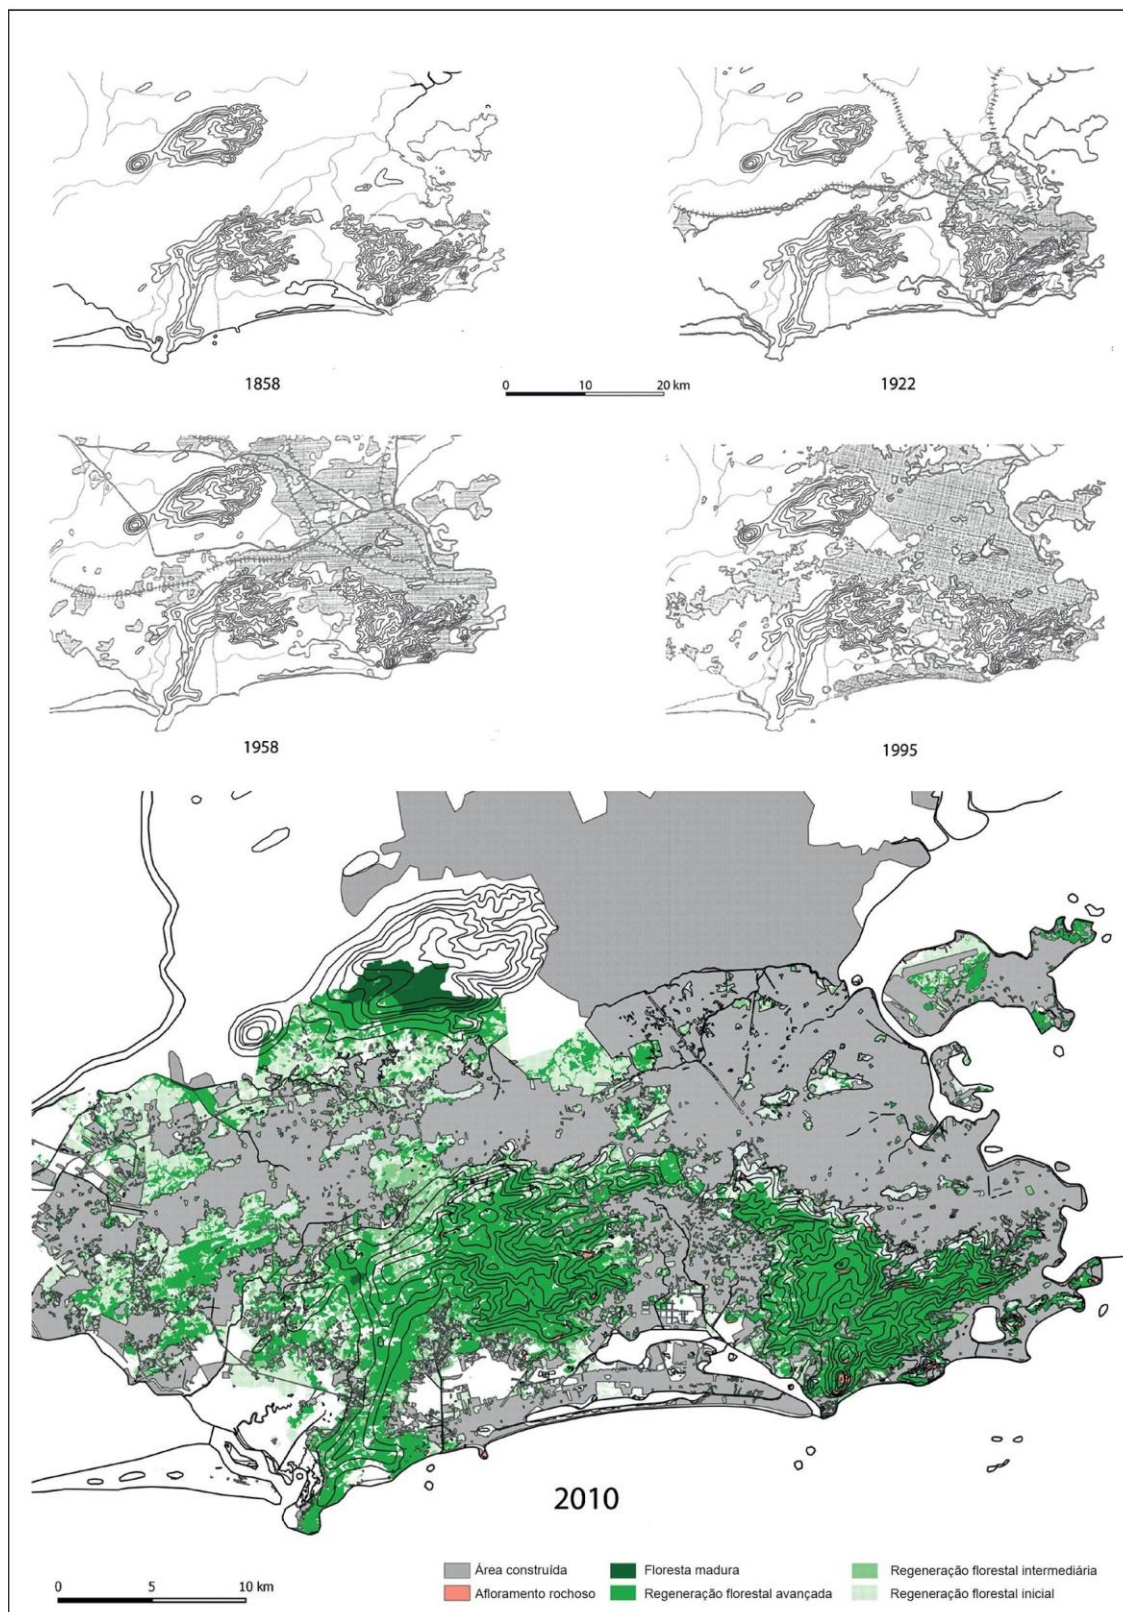 1858
0 10 20 km
1922
1958
1995
2010
0 5 10 km
Área construída
Floresta madura
Regeneração florestal intermediária
Afloramento rochoso
Regeneração florestal avançada
Regeneração florestal inicial